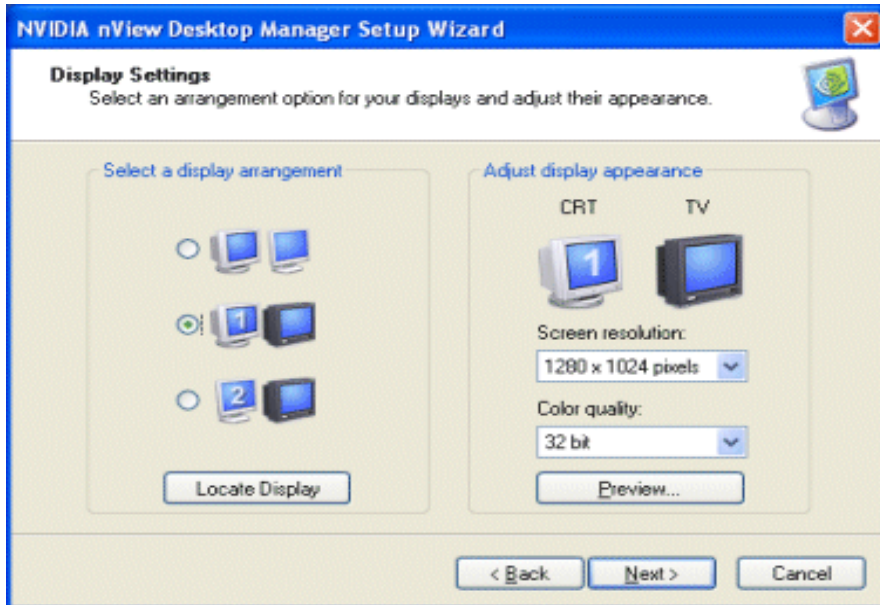 NVIDIA nView Desktop Manager Setup Wizard
Display Settings
Select an arrangement option for your displays and adjust their appearance.
Select a display arrangement
1
2
Locate Display
Adjust display appearance
CRT TV
1
Screen resolution:
1280 x 1024 pixels
Color quality:
32 bit
Preview...
< Back
Next >
Cancel